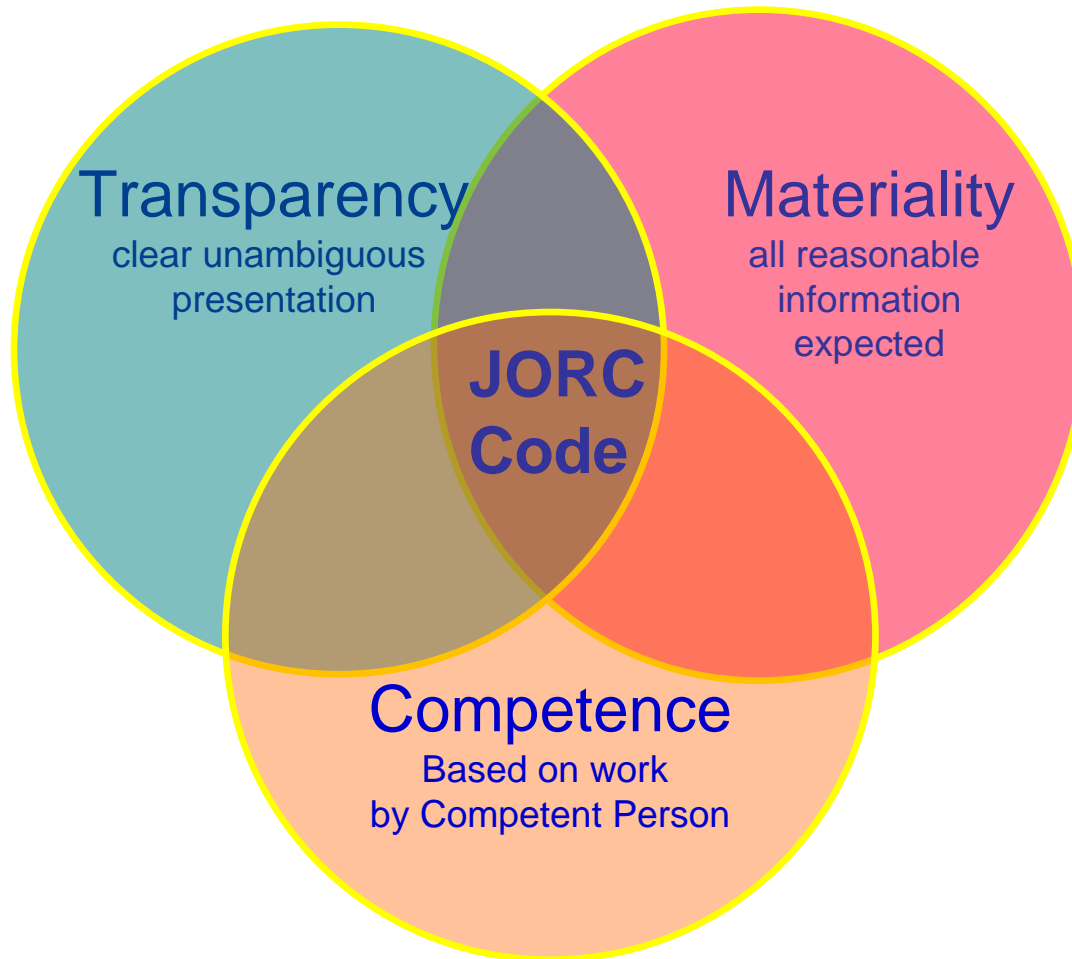 Transparency
clear unambiguous
presentation
Materiality
all reasonable
information
expected
JORC
Code
Competence
Based on work
by Competent Person